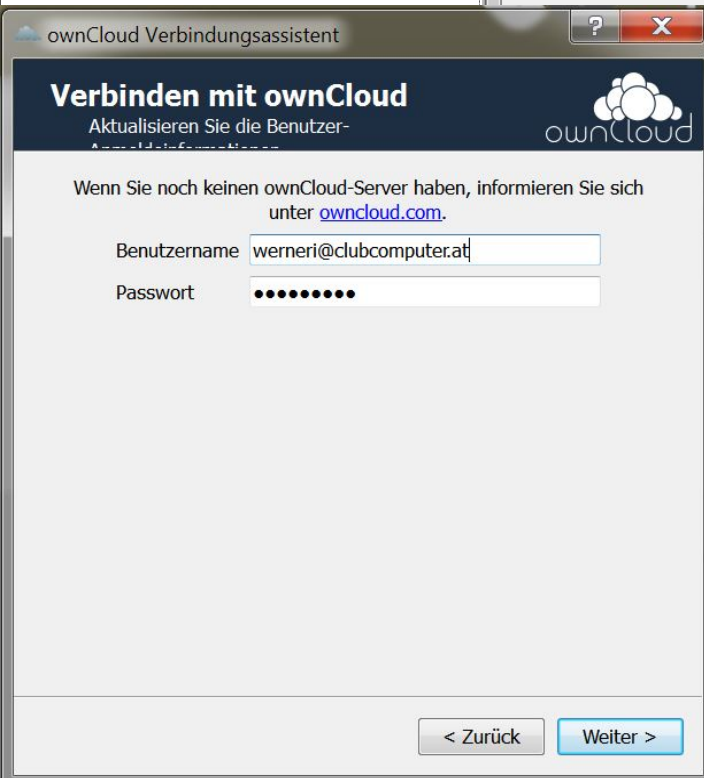 ownCloud Verbindungsassistent
?
X
Verbinden mit ownCloud
ownCloud
Aktualisieren Sie die Benutzer-
Anmeldeinformationen
Wenn Sie noch keinen ownCloud-Server haben, informieren Sie sich
unter owncloud.com.
Benutzername werneri@clubcomputer.at
Passwort •••••••••
< Zurück Weiter >